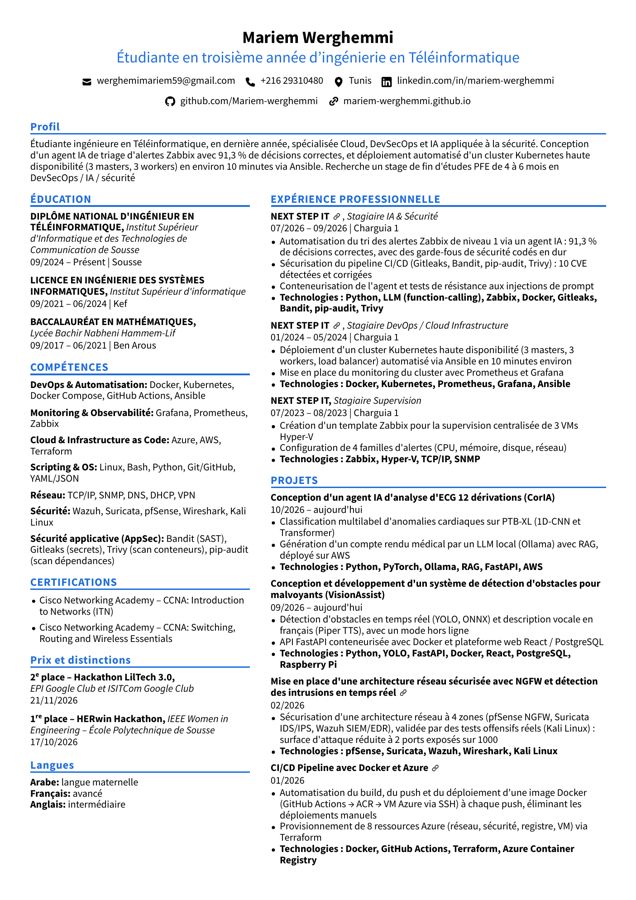 Mariem Werghemmi
Étudiante en troisième année d'ingénierie en Téléinformatique
werghemimariem59@gmail.com +216 29310480 Tunis linkedin.com/in/mariem-werghemmi
github.com/Mariem-werghemmi mariem-werghemmi.github.io
Profil
Étudiante ingénieure en Téléinformatique, en dernière année, spécialisée Cloud, DevSecOps et IA appliquée à la sécurité. Conception
d'un agent IA de triage d'alertes Zabbix avec 91,3 % de décisions correctes, et déploiement automatisé d'un cluster Kubernetes haute
disponibilité (3 masters, 3 workers) en environ 10 minutes via Ansible. Recherche un stage de fin d'études PFE de 4 à 6 mois en
DevSecOps / IA / sécurité
ÉDUCATION
DIPLÔME NATIONAL D'INGÉNIEUR EN
TÉLÉINFORMATIQUE, Institut Supérieur
d'Informatique et des Technologies de
Communication de Sousse
09/2024 – Présent | Sousse
LICENCE EN INGÉNIERIE DES SYSTÈMES
INFORMATIQUES, Institut Supérieur d'informatique
09/2021 – 06/2024 | Kef
BACCALAURÉAT EN MATHÉMATIQUES,
Lycée Bachir Nabheni Hammem-Lif
09/2017 – 06/2021 | Ben Arous
COMPÉTENCES
DevOps & Automatisation: Docker, Kubernetes,
Docker Compose, GitHub Actions, Ansible
Monitoring & Observabilité: Grafana, Prometheus,
Zabbix
Cloud & Infrastructure as Code: Azure, AWS,
Terraform
Scripting & OS: Linux, Bash, Python, Git/GitHub,
YAML/JSON
Réseau: TCP/IP, SNMP, DNS, DHCP, VPN
Sécurité: Wazuh, Suricata, pfSense, Wireshark, Kali
Linux
Sécurité applicative (AppSec): Bandit (SAST),
Gitleaks (secrets), Trivy (scan conteneurs), pip-audit
(scan dépendances)
CERTIFICATIONS
• Cisco Networking Academy – CCNA: Introduction
to Networks (ITN)
• Cisco Networking Academy – CCNA: Switching,
Routing and Wireless Essentials
Prix et distinctions
2e place – Hackathon LilTech 3.0,
EPI Google Club et ISITCom Google Club
21/11/2026
1re place – HERwin Hackathon, IEEE Women in
Engineering – École Polytechnique de Sousse
17/10/2026
Langues
Arabe: langue maternelle
Français: avancé
Anglais: intermédiaire
EXPÉRIENCE PROFESSIONNELLE
NEXT STEP IT , Stagiaire IA & Sécurité
07/2026 – 09/2026 | Charguia 1
• Automatisation du tri des alertes Zabbix de niveau 1 via un agent IA : 91,3 %
de décisions correctes, avec des garde-fous de sécurité codés en dur
• Sécurisation du pipeline CI/CD (Gitleaks, Bandit, pip-audit, Trivy) : 10 CVE
détectées et corrigées
• Conteneurisation de l'agent et tests de résistance aux injections de prompt
• Technologies : Python, LLM (function-calling), Zabbix, Docker, Gitleaks,
Bandit, pip-audit, Trivy
NEXT STEP IT , Stagiaire DevOps / Cloud Infrastructure
01/2024 – 05/2024 | Charguia 1
• Déploiement d'un cluster Kubernetes haute disponibilité (3 masters, 3
workers, load balancer) automatisé via Ansible en 10 minutes environ
• Mise en place du monitoring du cluster avec Prometheus et Grafana
• Technologies : Docker, Kubernetes, Prometheus, Grafana, Ansible
NEXT STEP IT, Stagiaire Supervision
07/2023 – 08/2023 | Charguia 1
• Création d'un template Zabbix pour la supervision centralisée de 3 VMs
Hyper-V
• Configuration de 4 familles d'alertes (CPU, mémoire, disque, réseau)
• Technologies : Zabbix, Hyper-V, TCP/IP, SNMP
PROJETS
Conception d'un agent IA d'analyse d'ECG 12 dérivations (CorIA)
10/2026 – aujourd'hui
• Classification multilabel d'anomalies cardiaques sur PTB-XL (1D-CNN et
Transformer)
• Génération d'un compte rendu médical par un LLM local (Ollama) avec RAG,
déployé sur AWS
• Technologies : Python, PyTorch, Ollama, RAG, FastAPI, AWS
Conception et développement d'un système de détection d'obstacles pour
malvoyants (VisionAssist)
09/2026 – aujourd'hui
• Détection d'obstacles en temps réel (YOLO, ONNX) et description vocale en
français (Piper TTS), avec un mode hors ligne
• API FastAPI conteneurisée avec Docker et plateforme web React / PostgreSQL
• Technologies : Python, YOLO, FastAPI, Docker, React, PostgreSQL,
Raspberry Pi
Mise en place d'une architecture réseau sécurisée avec NGFW et détection
des intrusions en temps réel
02/2026
• Sécurisation d'une architecture réseau à 4 zones (pfSense NGFW, Suricata
IDS/IPS, Wazuh SIEM/EDR), validée par des tests offensifs réels (Kali Linux) :
surface d'attaque réduite à 2 ports exposés sur 1000
• Technologies : pfSense, Suricata, Wazuh, Wireshark, Kali Linux
CI/CD Pipeline avec Docker et Azure
01/2026
• Automatisation du build, du push et du déploiement d'une image Docker
(GitHub Actions → ACR → VM Azure via SSH) à chaque push, éliminant les
déploiements manuels
• Provisionnement de 8 ressources Azure (réseau, sécurité, registre, VM) via
Terraform
• Technologies : Docker, GitHub Actions, Terraform, Azure Container
Registry